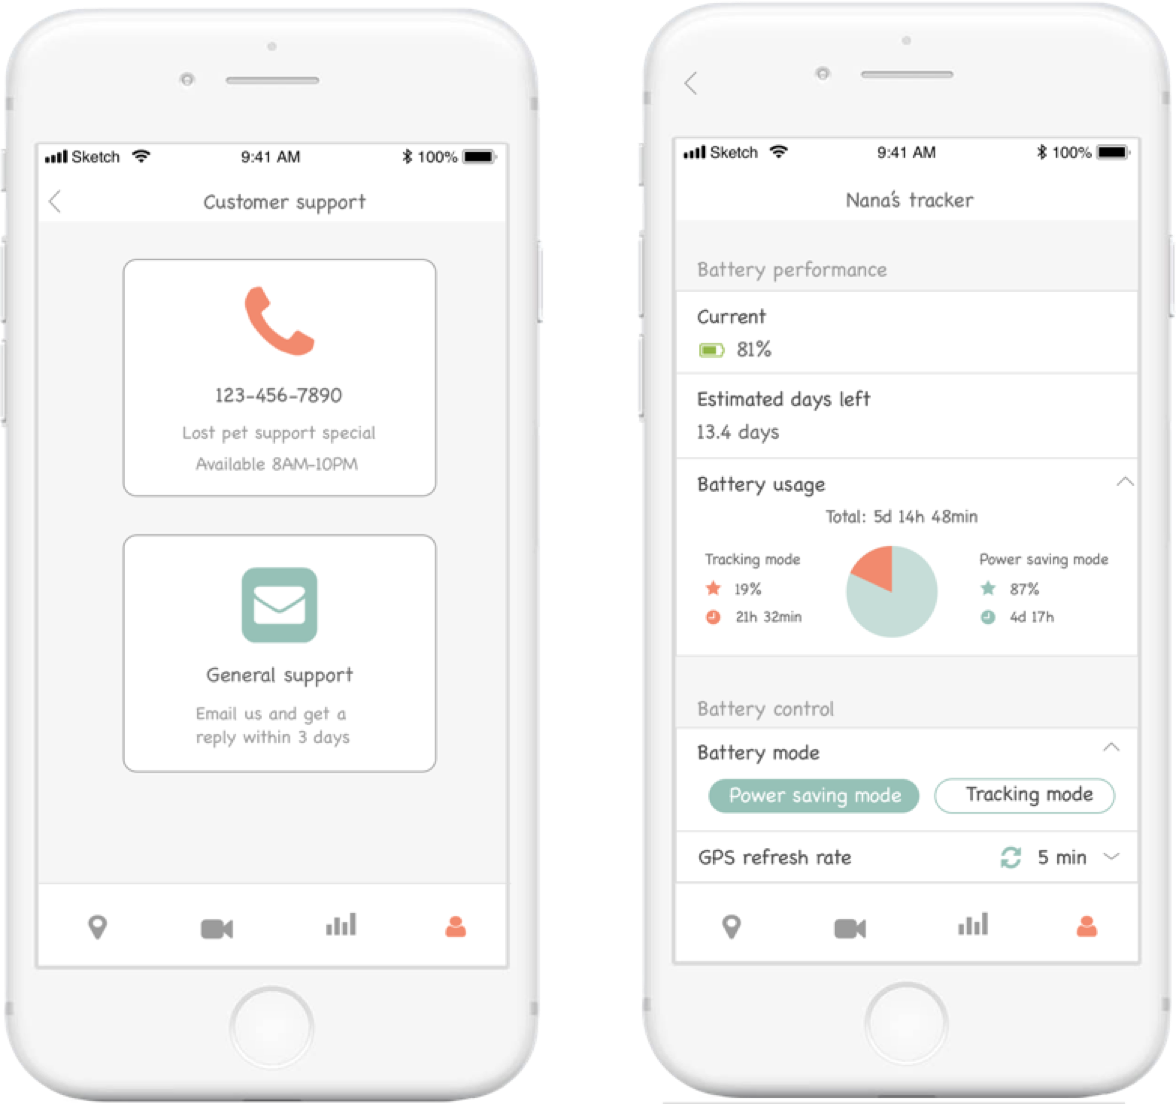 Sketch 9:41 AM 100%
Customer support
123-456-7890
Lost pet support special
Available 8AM-10PM
General support
Email us and get a
reply within 3 days
Sketch 9:41 AM 100%
Nana's tracker
Battery performance
Current
81%
Estimated days left
13.4 days
Battery usage
Total: 5d 14h 48min
Tracking mode
19%
21h 32min
Power saving mode
87%
4d 17h
Battery control
Battery mode
Power saving mode
Tracking mode
GPS refresh rate 5 min